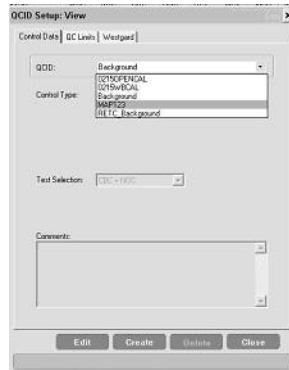 QCID Setup: View
Control Data QC Limits Westgard
QCID: Background
0215OPENCAL
0215WBCAL
Background
MAP123
RETC_Background
Control Type:
Test Selection: CBC + NOC
Comments:
Edit Create Delete Close